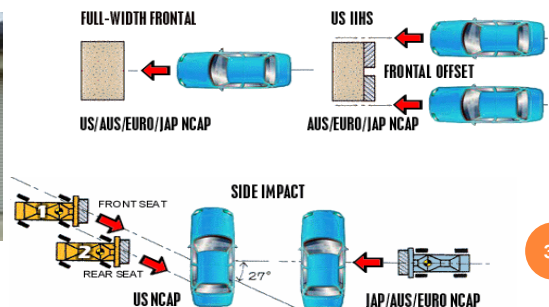 FULL-WIDTH FRONTAL
US IIHS
FRONTAL OFFSET
US/AUS/EURO/JAP NCAP
AUS/EURO/JAP NCAP
SIDE IMPACT
1
FRONT SEAT
2
REAR SEAT
27°
3
US NCAP
JAP/AUS/EURO NCAP